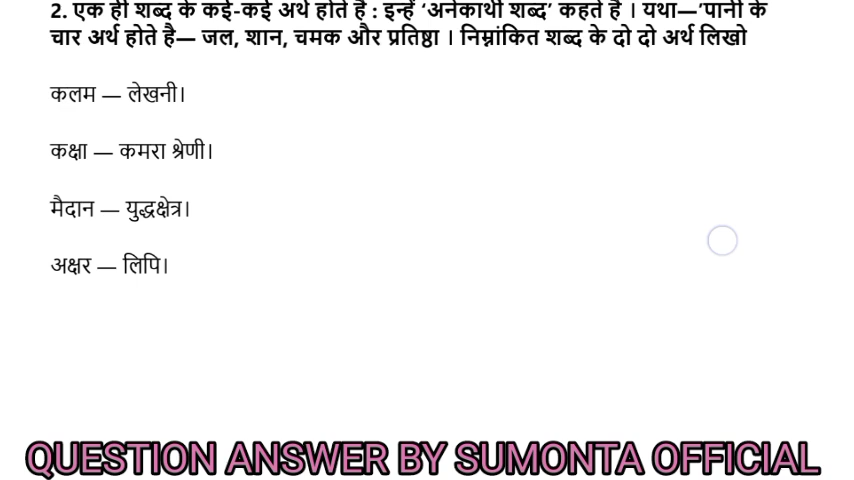 2. एक ही शब्द के कई-कई अर्थ होते हैं : इन्हें ‘अनेकार्थी शब्द’ कहते हैं । यथा—’पानी के
चार अर्थ होते है— जल, शान, चमक और प्रतिष्ठा । निम्नांकित शब्द के दो दो अर्थ लिखो
कलम — लेखनी।
कक्षा — कमरा श्रेणी।
मैदान — युद्धक्षेत्र।
अक्षर — लिपि।
QUESTION ANSWER BY SUMONTA OFFICIAL